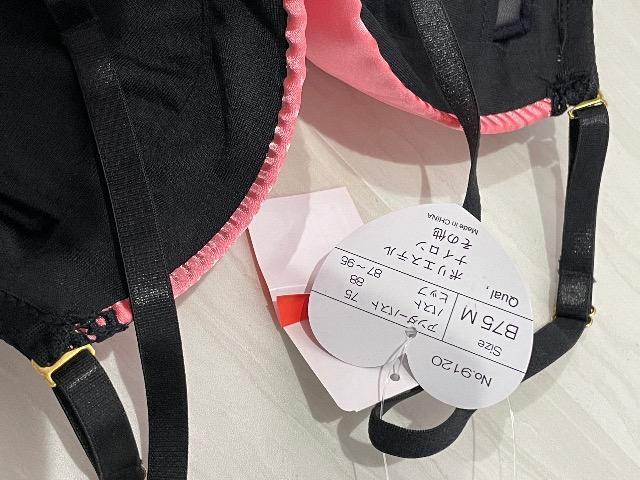 No.9120
Size
B75 M
アンダーバスト 75
バスト 88
ヒップ 87～95
Qual.
ポリエステル
ナイロン
その他
Made in CHINA